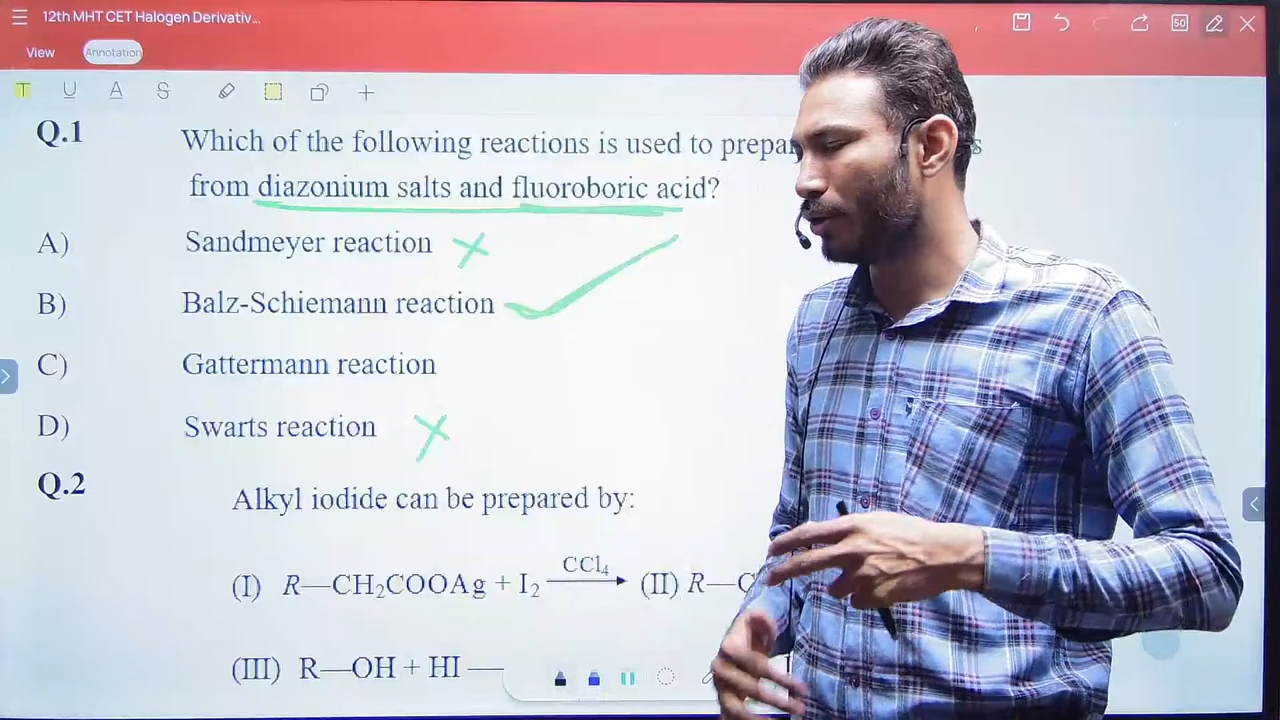 12th MHT CET Halogen Derivativ...
50
View
Annotation
T U A S
Q.1 Which of the following reactions is used to
from diazonium salts and fluoroboric acid?
A) Sandmeyer reaction
B) Balz-Schiemann reaction
C) Gattermann reaction
D) Swarts reaction
Q.2
Alkyl iodide can be prepared by:
CCl₄
(I) R—CH₂COOAg + I₂ → (II) R—C
(III) R—OH + HI —